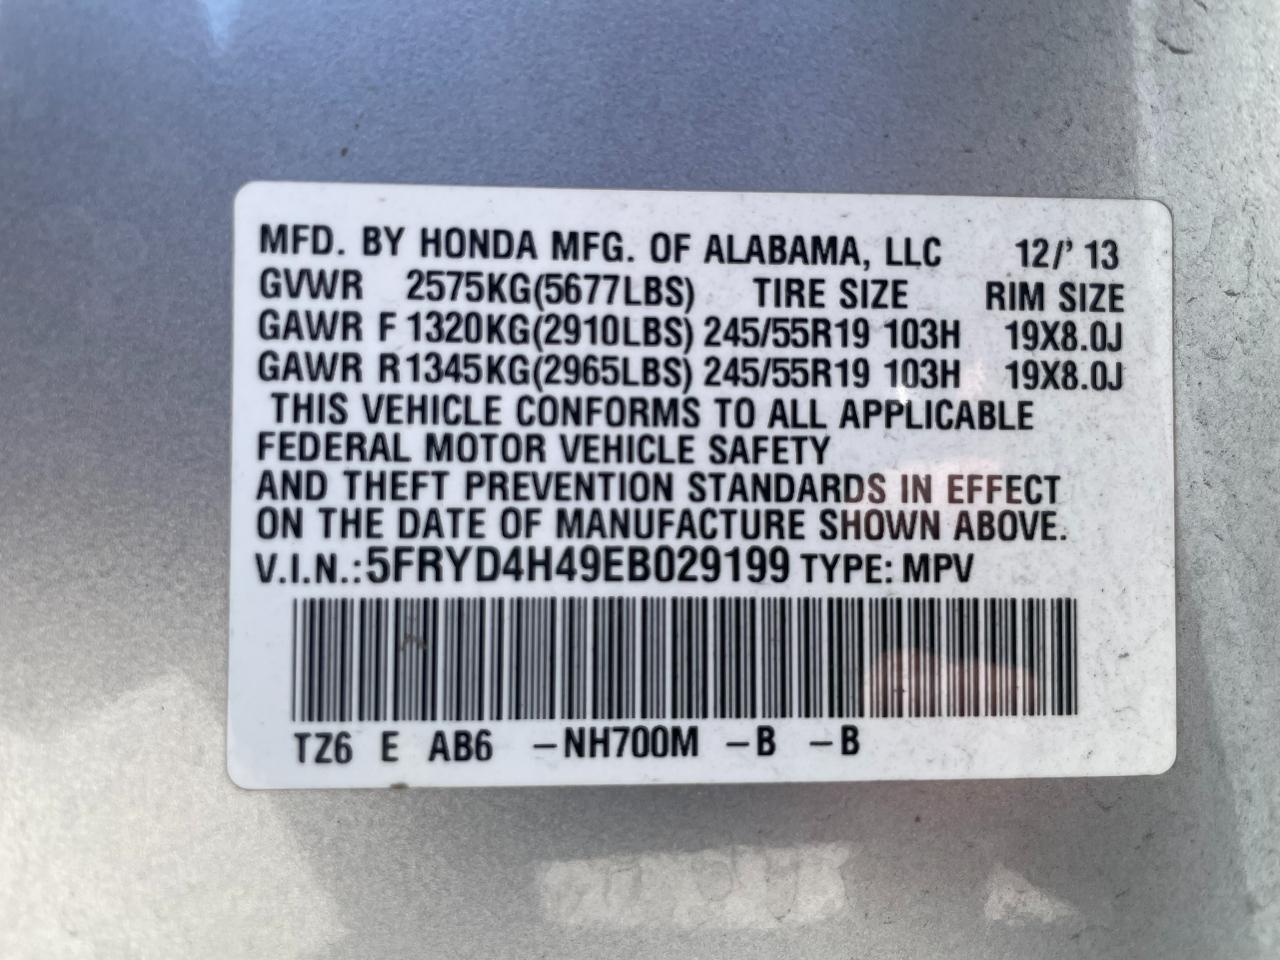 MFD. BY HONDA MFG. OF ALABAMA, LLC 12/' 13
GVWR 2575KG(5677LBS) TIRE SIZE RIM SIZE
GAWR F 1320KG(2910LBS) 245/55R19 103H 19X8.0J
GAWR R 1345KG(2965LBS) 245/55R19 103H 19X8.0J
THIS VEHICLE CONFORMS TO ALL APPLICABLE
FEDERAL MOTOR VEHICLE SAFETY
AND THEFT PREVENTION STANDARDS IN EFFECT
ON THE DATE OF MANUFACTURE SHOWN ABOVE.
V.I.N.:5FRYD4H49EB029199 TYPE: MPV
TZ6 E AB6 –NH700M –B –B